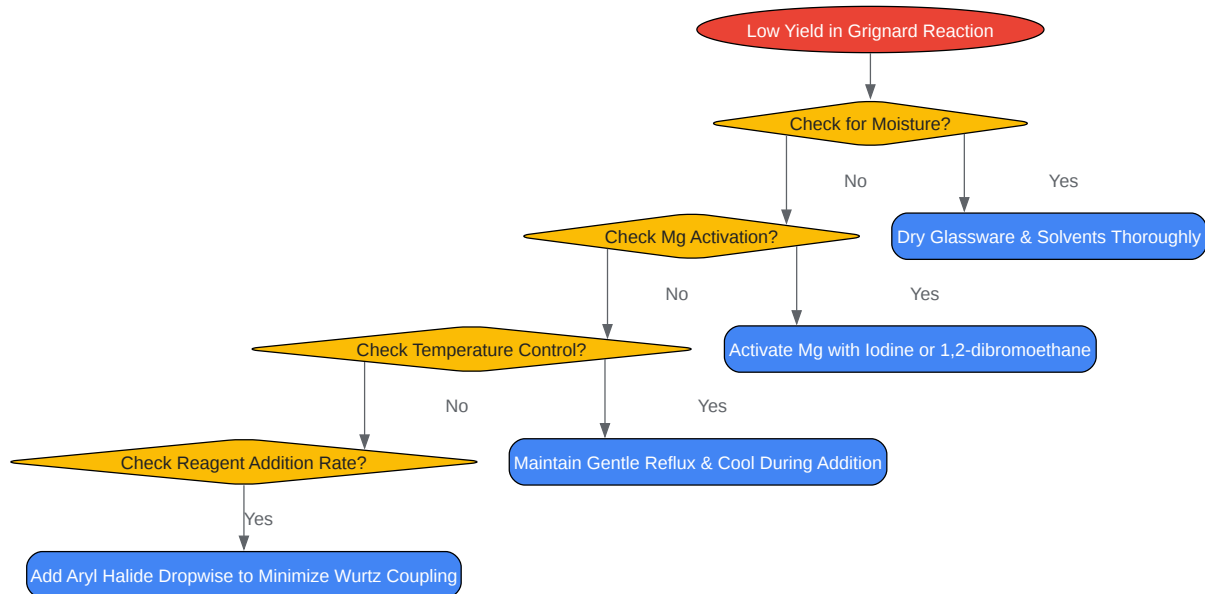 Low Yield in Grignard Reaction
Check for Moisture?
No
Yes
Check Mg Activation?
Dry Glassware & Solvents Thoroughly
No
Yes
Check Temperature Control?
Activate Mg with Iodine or 1,2-dibromoethane
No
Yes
Check Reagent Addition Rate?
Maintain Gentle Reflux & Cool During Addition
Yes
Add Aryl Halide Dropwise to Minimize Wurtz Coupling